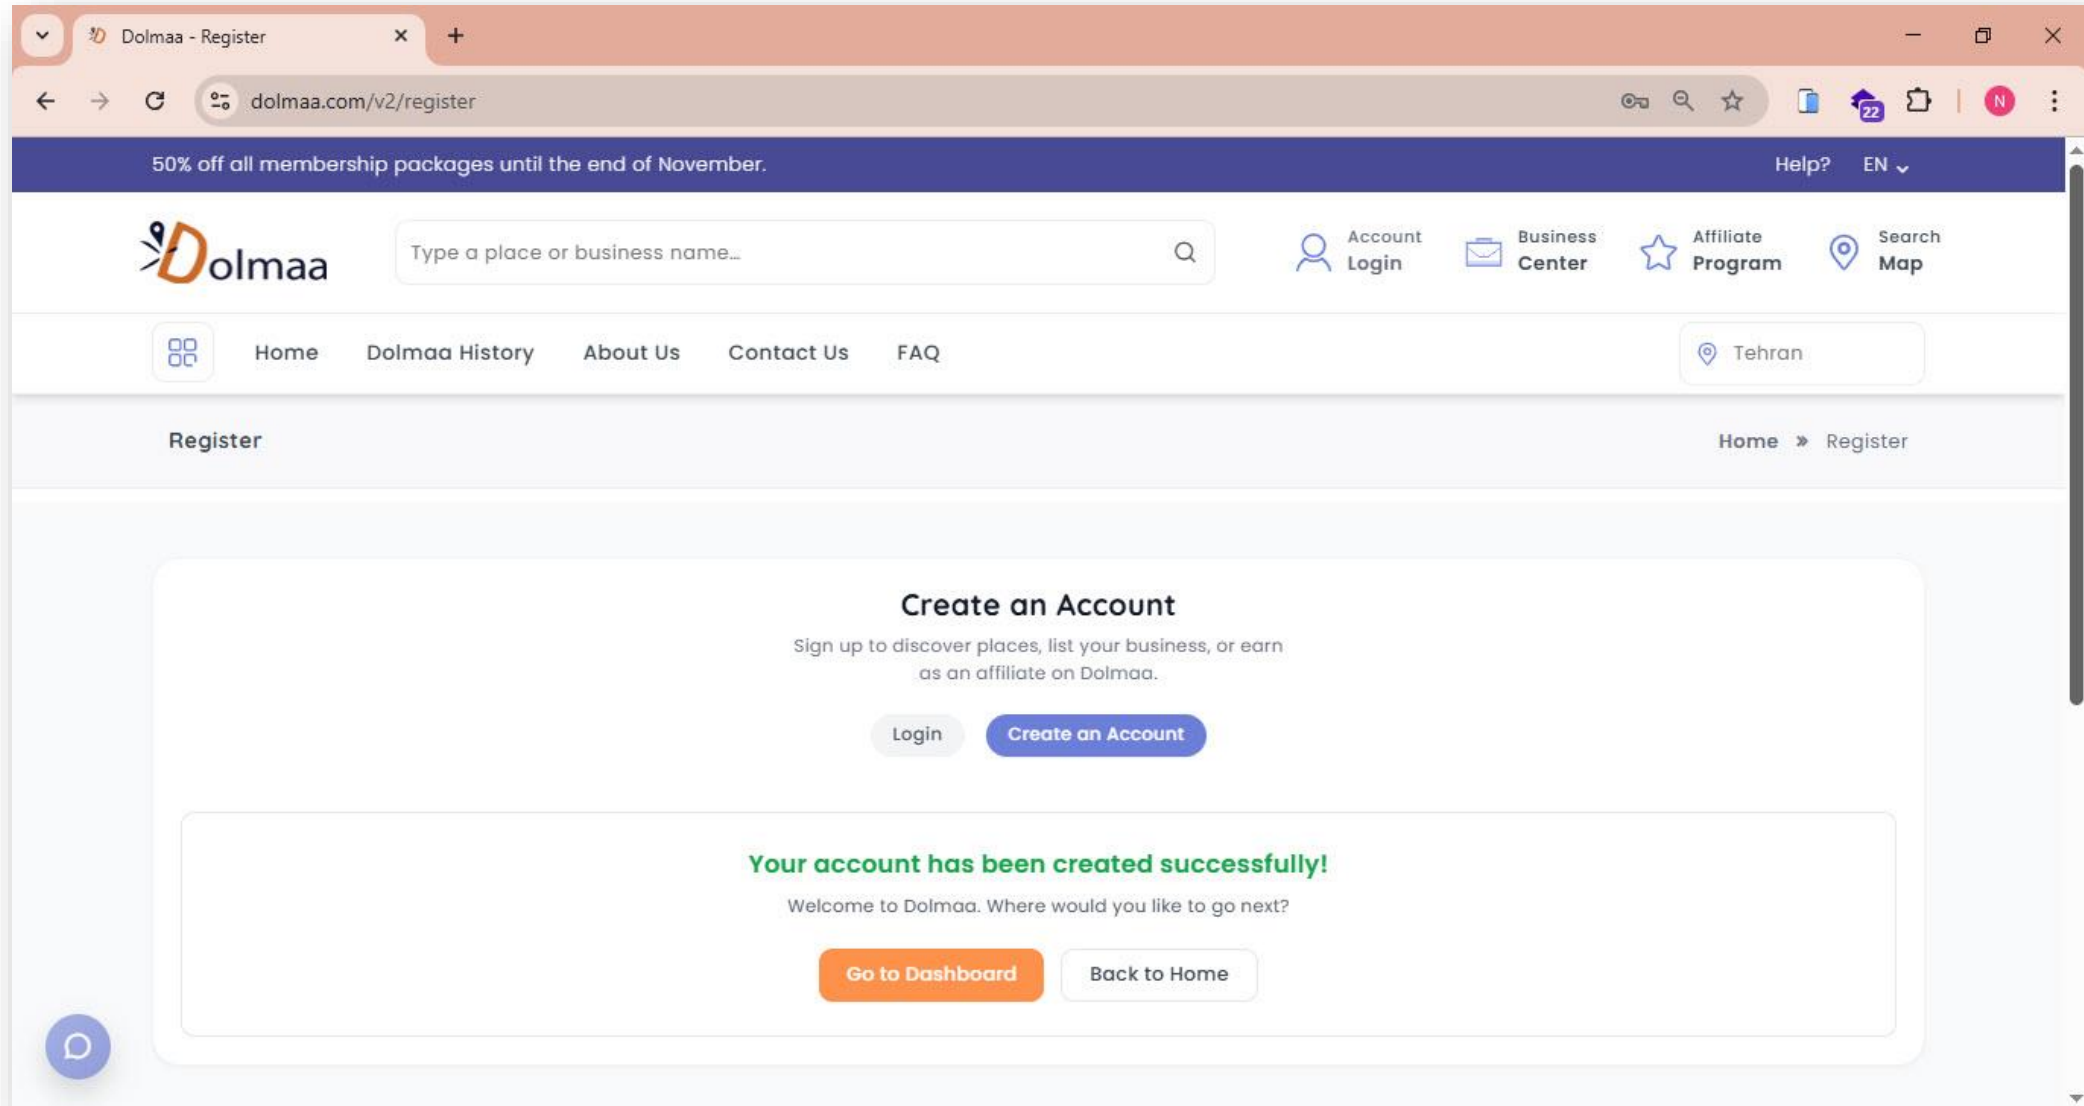 Dolmaa - Register
dolmaa.com/v2/register
22
N
50% off all membership packages until the end of November.
Help?
EN
Dolmaa
Type a place or business name...
Account
Login
Business
Center
Affiliate
Program
Search
Map
Home
Dolmaa History
About Us
Contact Us
FAQ
Tehran
Register
Home » Register
Create an Account
Sign up to discover places, list your business, or earn
as an affiliate on Dolmaa.
Login
Create an Account
Your account has been created successfully!
Welcome to Dolmaa. Where would you like to go next?
Go to Dashboard
Back to Home